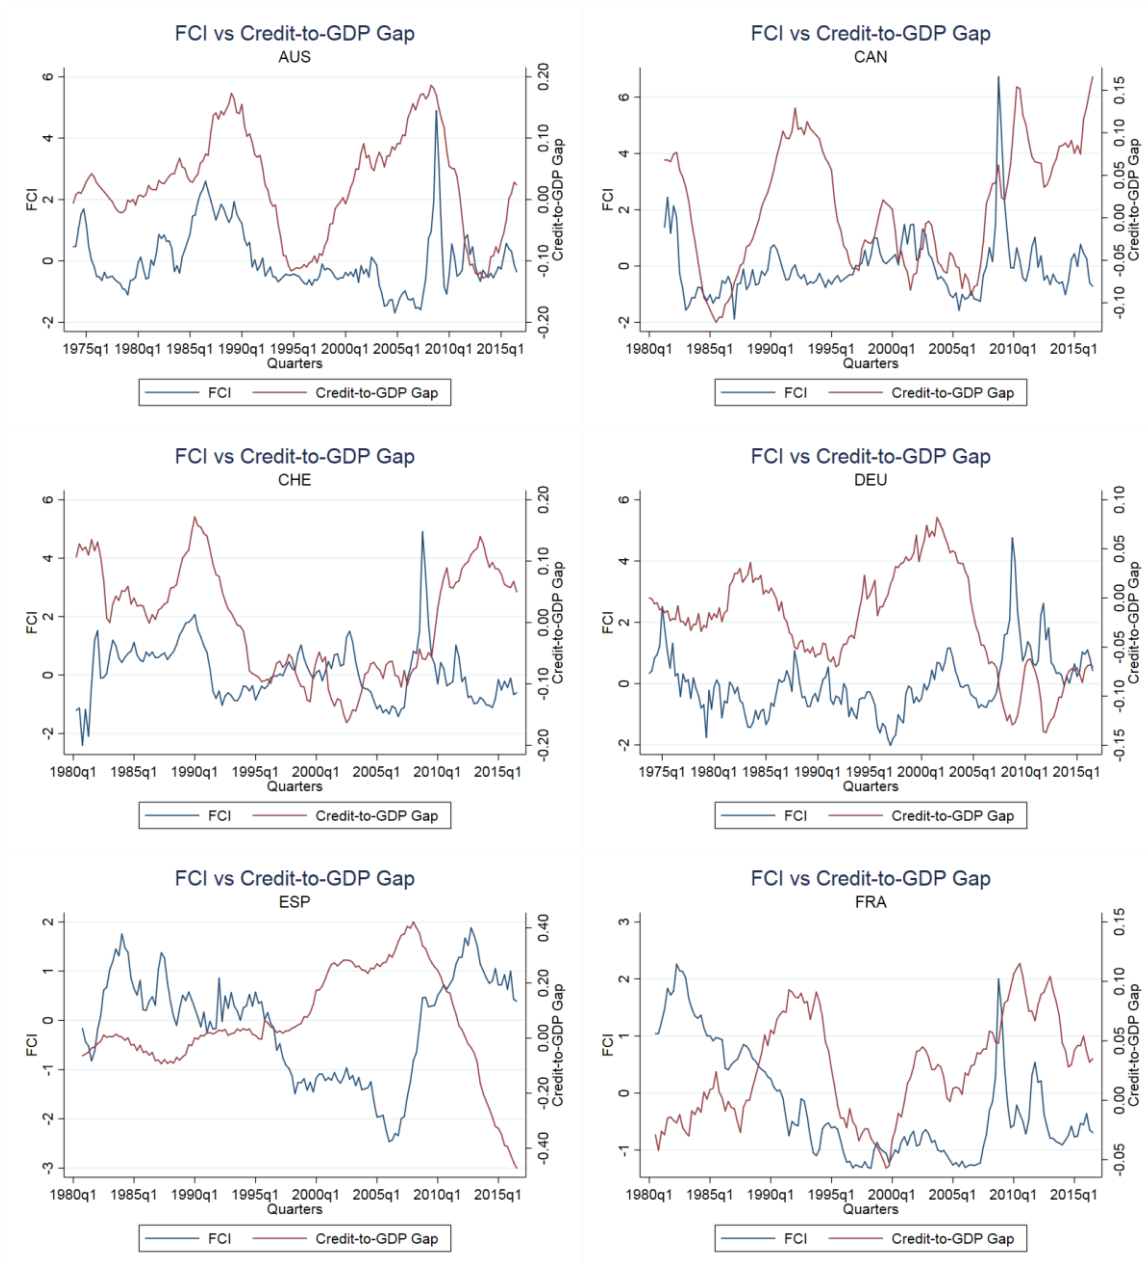 FCI vs Credit-to-GDP Gap
AUS
6
4
2
0
-2
FCI
0.20
0.10
0.00
-0.10
-0.20
Credit-to-GDP Gap
1975q1 1980q1 1985q1 1990q1 1995q1 2000q1 2005q1 2010q1 2015q1
Quarters
FCI Credit-to-GDP Gap
FCI vs Credit-to-GDP Gap
CAN
6
4
2
0
-2
FCI
0.15
0.10
0.05
0.00
-0.05
-0.10
Credit-to-GDP Gap
1980q1 1985q1 1990q1 1995q1 2000q1 2005q1 2010q1 2015q1
Quarters
FCI Credit-to-GDP Gap
FCI vs Credit-to-GDP Gap
CHE
6
4
2
0
-2
FCI
0.20
0.10
0.00
-0.10
-0.20
Credit-to-GDP Gap
1980q1 1985q1 1990q1 1995q1 2000q1 2005q1 2010q1 2015q1
Quarters
FCI Credit-to-GDP Gap
FCI vs Credit-to-GDP Gap
DEU
6
4
2
0
-2
FCI
0.10
0.05
0.00
-0.05
-0.10
-0.15
Credit-to-GDP Gap
1975q1 1980q1 1985q1 1990q1 1995q1 2000q1 2005q1 2010q1 2015q1
Quarters
FCI Credit-to-GDP Gap
FCI vs Credit-to-GDP Gap
ESP
2
1
0
-1
-2
-3
FCI
0.40
0.20
0.00
-0.20
-0.40
Credit-to-GDP Gap
1980q1 1985q1 1990q1 1995q1 2000q1 2005q1 2010q1 2015q1
Quarters
FCI Credit-to-GDP Gap
FCI vs Credit-to-GDP Gap
FRA
3
2
1
0
-1
FCI
0.15
0.10
0.05
0.00
-0.05
Credit-to-GDP Gap
1980q1 1985q1 1990q1 1995q1 2000q1 2005q1 2010q1 2015q1
Quarters
FCI Credit-to-GDP Gap